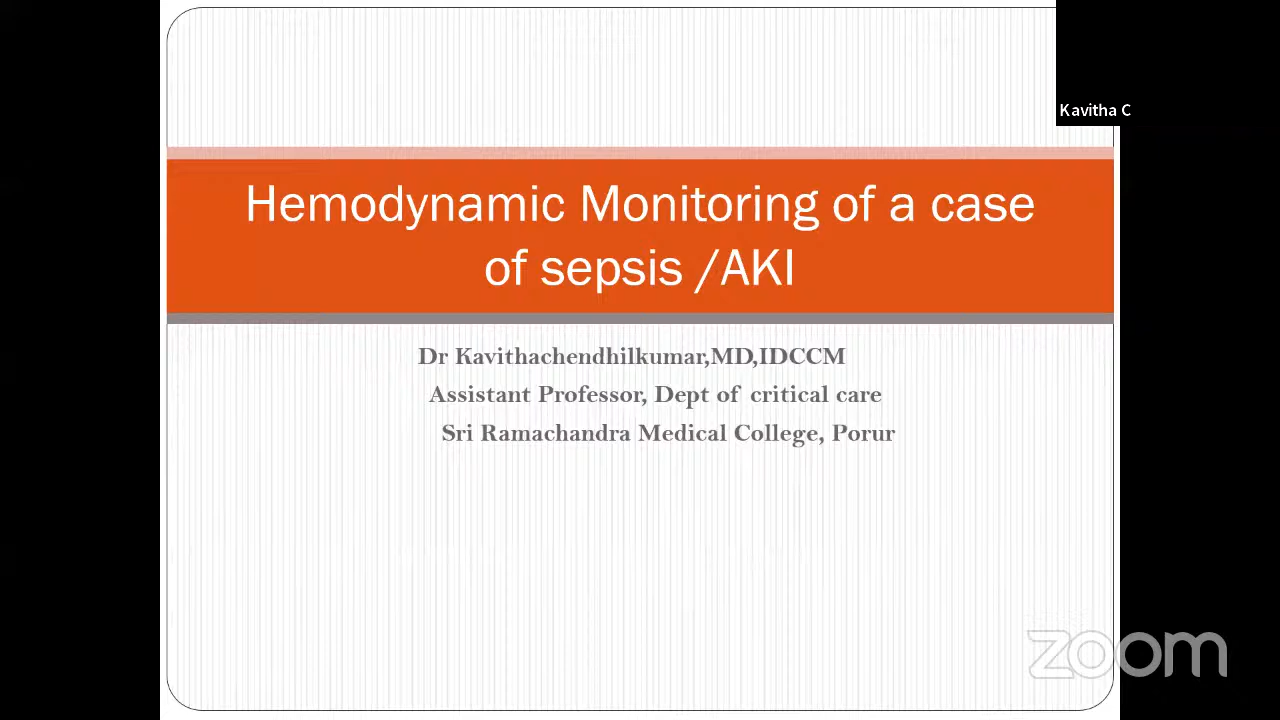 Kavitha C
Hemodynamic Monitoring of a case
of sepsis /AKI
Dr Kavithachendhilkumar,MD,IDCCM
Assistant Professor, Dept of critical care
Sri Ramachandra Medical College, Porur
zoom